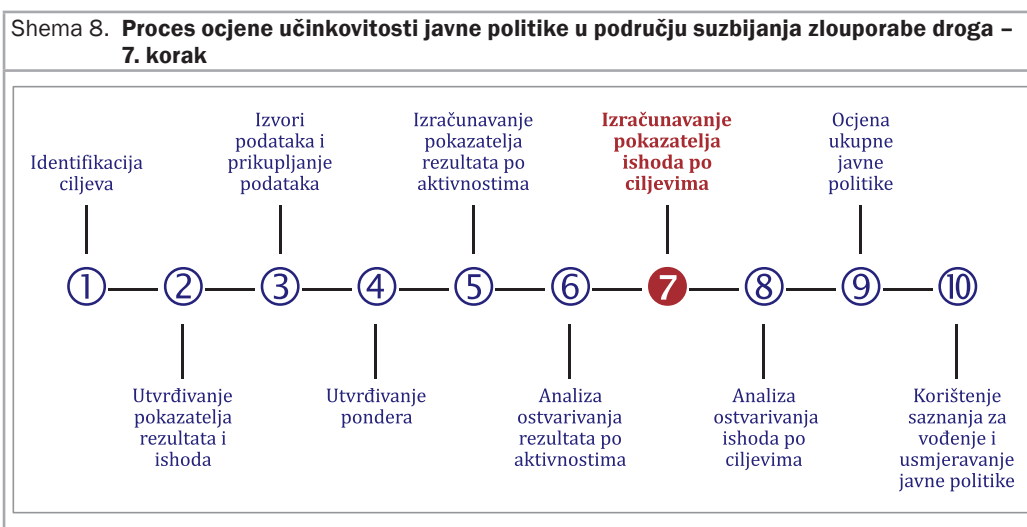 Shema 8. Proces ocjene učinkovitosti javne politike u području suzbijanja zlouporabe droga –
7. korak
Identifikacija
ciljeva
Izvori
podataka i
prikupljanje
podataka
Izračunavanje
pokazatelja
rezultata po
aktivnostima
Izračunavanje
pokazatelja
ishoda po
ciljevima
Ocjena
ukupne
javne
politike
1 2 3 4 5 6 7 8 9 10
Utvrđivanje
pokazatelja
rezultata i
ishoda
Utvrđivanje
pondera
Analiza
ostvarivanja
rezultata po
aktivnostima
Analiza
ostvarivanja
ishoda po
ciljevima
Korištenje
saznanja za
vođenje i
usmjeravanje
javne politike